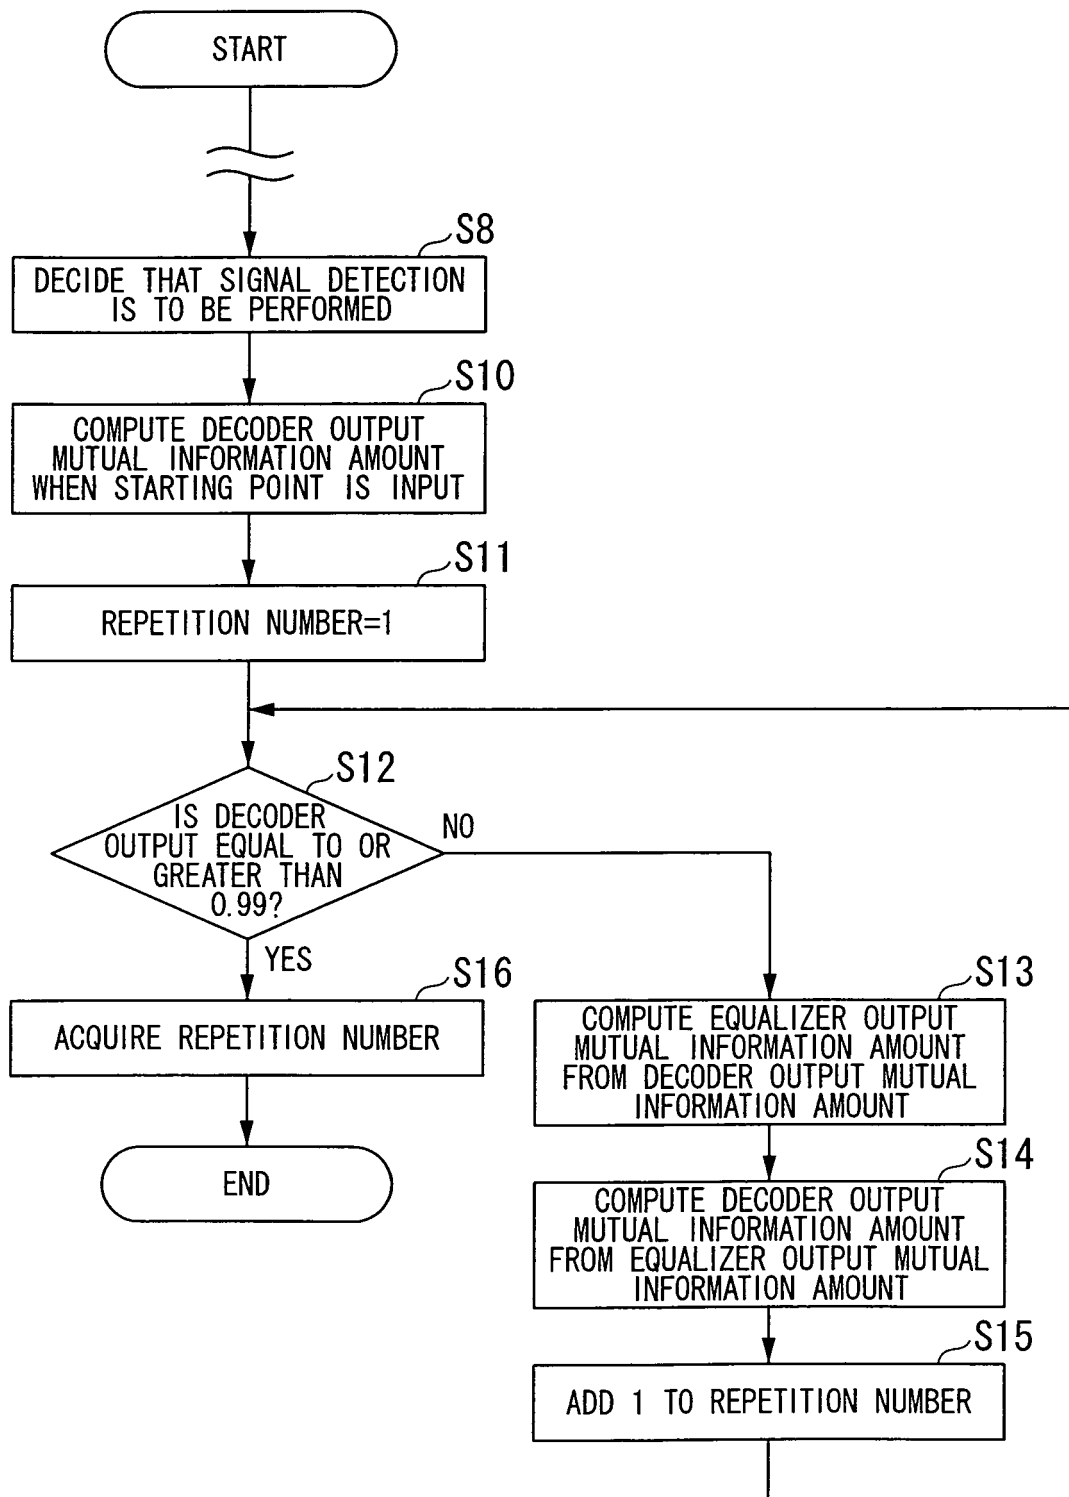 START
S8
DECIDE THAT SIGNAL DETECTION
IS TO BE PERFORMED
S10
COMPUTE DECODER OUTPUT
MUTUAL INFORMATION AMOUNT
WHEN STARTING POINT IS INPUT
S11
REPETITION NUMBER=1
S12
IS DECODER
OUTPUT EQUAL TO OR
GREATER THAN
0.99?
NO
YES
S16
ACQUIRE REPETITION NUMBER
END
S13
COMPUTE EQUALIZER OUTPUT
MUTUAL INFORMATION AMOUNT
FROM DECODER OUTPUT MUTUAL
INFORMATION AMOUNT
S14
COMPUTE DECODER OUTPUT
MUTUAL INFORMATION AMOUNT
FROM EQUALIZER OUTPUT MUTUAL
INFORMATION AMOUNT
S15
ADD 1 TO REPETITION NUMBER